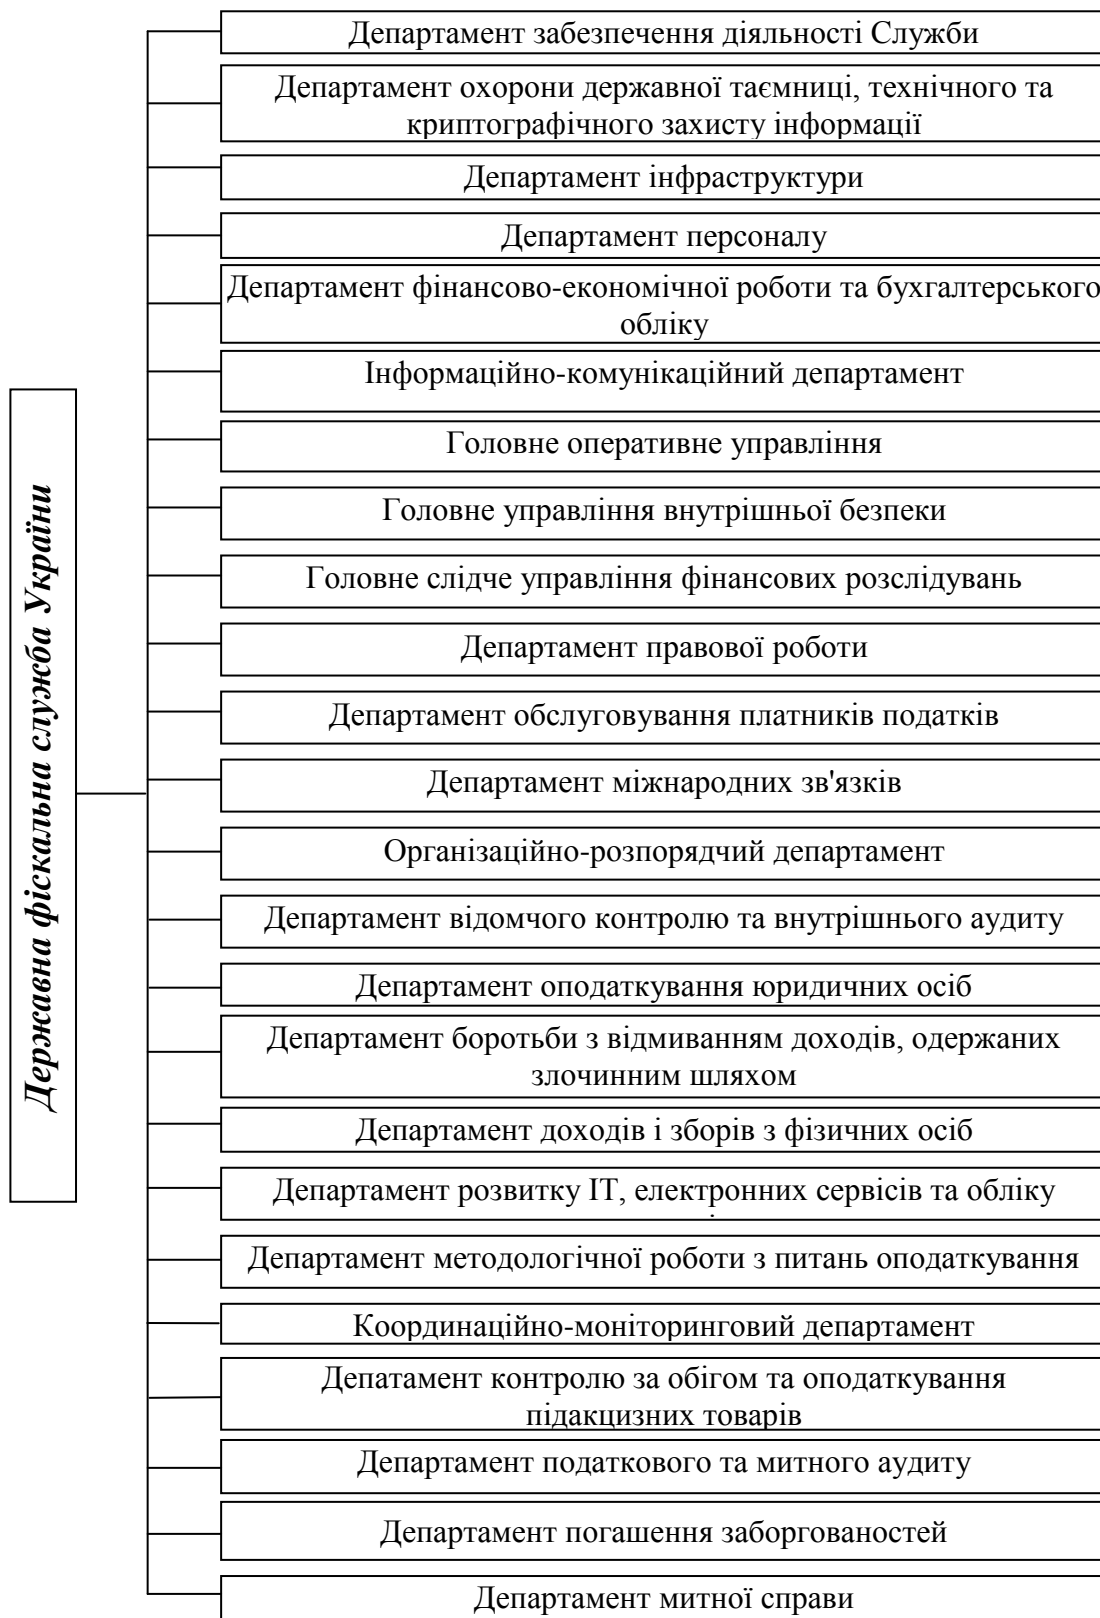 Департамент забезпечення діяльності Служби
Департамент охорони державної таємниці, технічного та
криптографічного захисту інформації
Департамент інфраструктури
Департамент персоналу
Департамент фінансово-економічної роботи та бухгалтерського
обліку
Інформаційно-комунікаційний департамент
Головне оперативне управління
Головне управління внутрішньої безпеки
Головне слідче управління фінансових розслідувань
Департамент правової роботи
Департамент обслуговування платників податків
Департамент міжнародних зв'язків
Організаційно-розпорядчий департамент
Департамент відомчого контролю та внутрішнього аудиту
Департамент оподаткування юридичних осіб
Департамент боротьби з відмиванням доходів, одержаних
злочинним шляхом
Департамент доходів і зборів з фізичних осіб
Департамент розвитку ІТ, електронних сервісів та обліку
Департамент методологічної роботи з питань оподаткування
Координаційно-моніторинговий департамент
Депатамент контролю за обігом та оподаткування
підакцизних товарів
Департамент податкового та митного аудиту
Департамент погашення заборгованостей
Департамент митної справи
Державна фіскальна служба України